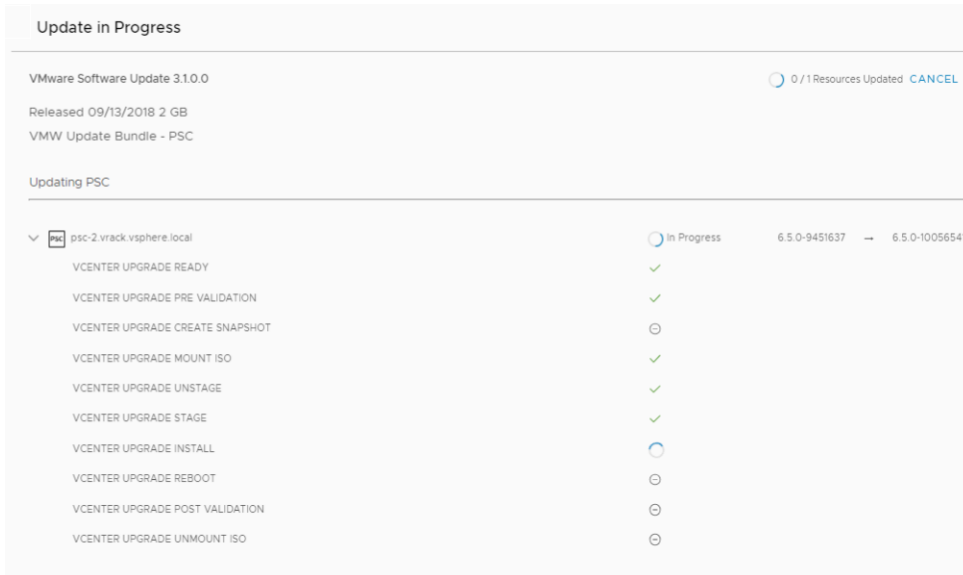 Update in Progress
VMware Software Update 3.1.0.0
0 / 1 Resources Updated CANCEL
Released 09/13/2018 2 GB
VMW Update Bundle - PSC
Updating PSC
PSC psc-2.vrack.vsphere.local In Progress 6.5.0-9451637 → 6.5.0-1005654
VCENTER UPGRADE READY
VCENTER UPGRADE PRE VALIDATION
VCENTER UPGRADE CREATE SNAPSHOT
VCENTER UPGRADE MOUNT ISO
VCENTER UPGRADE UNSTAGE
VCENTER UPGRADE STAGE
VCENTER UPGRADE INSTALL
VCENTER UPGRADE REBOOT
VCENTER UPGRADE POST VALIDATION
VCENTER UPGRADE UNMOUNT ISO